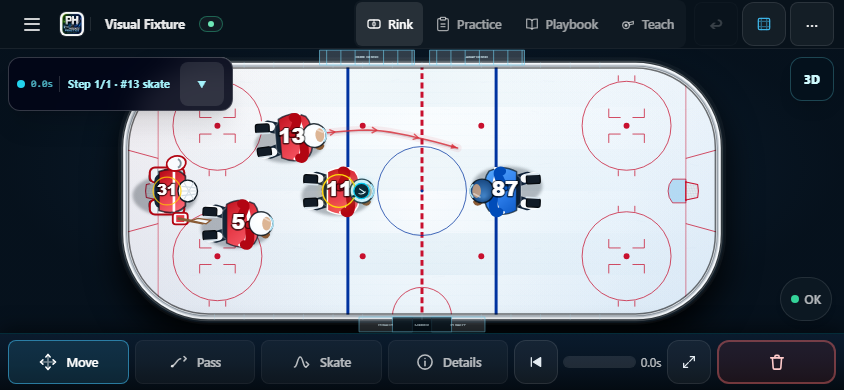 PH
Visual Fixture
Rink
Practice
Playbook
Teach
0.0s
Step 1/1 · #13 skate
3D
13
31
11
87
5
OK
Move
Pass
Skate
Details
0.0s